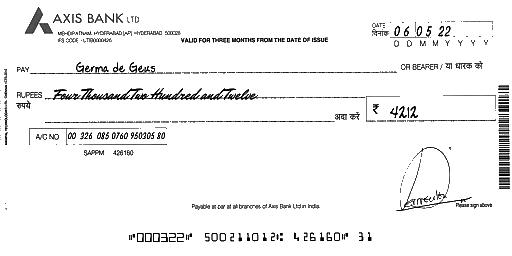 AXIS BANK LTD
MEHDIPATNAM, HYDERABAD [AP] HYDERABAD 500028
IFS CODE - UTIB0000426
VALID FOR THREE MONTHS FROM THE DATE OF ISSUE
DATE
दिनांक 06 05 22
D D M M Y Y Y Y
PAY Germa de Geus OR BEARER / या धारक को
RUPEES Four Thousand Two Hundred and Twelve
रुपये अदा करें ₹ 4212
A/C NO 00 326 085 0760 950305 80
SAPPM 426160
Payable at par at all branches of Axis Bank Ltd in India.
Please sign above
"000322" 500211012: 426160" 31